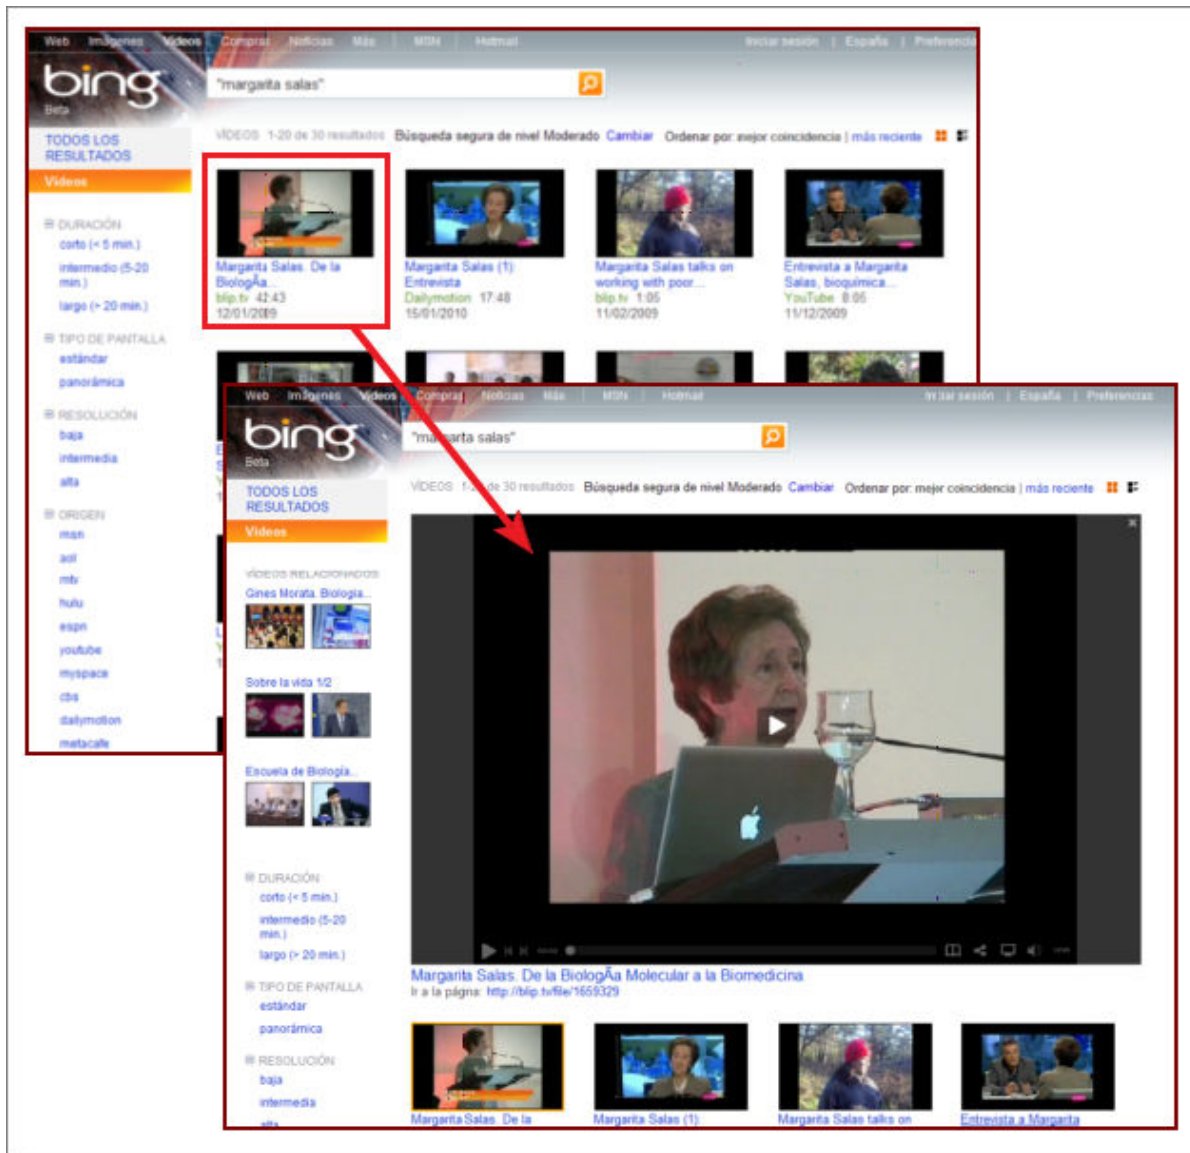 Web Imágenes Vídeos Compras Noticias Más MSN Hotmail Iniciar sesión | España | Preferencia
bing
Beta
"margarita salas"
VÍDEOS 1-20 de 30 resultados Búsqueda segura de nivel Moderado Cambiar Ordenar por: mejor coincidencia | más reciente
TODOS LOS
RESULTADOS
Vídeos
DURACIÓN
corto (< 5 min.)
intermedio (5-20
min.)
largo (> 20 min.)
TIPO DE PANTALLA
estándar
panorámica
RESOLUCIÓN
baja
intermedia
alta
ORIGEN
msn
aol
mtv
hulu
espn
youtube
myspace
cbs
dailymotion
metacafe
Margarita Salas. De la
BiologÃa...
blip.tv 42:43
12/01/2009
Margarita Salas (1)
Entrevista
Dailymotion 17:48
15/01/2010
Margarita Salas talks on
working with poor...
blip.tv 1:05
11/02/2009
Entrevista a Margarita
Salas, bioquímica...
YouTube 8:05
11/12/2009
Web Imágenes Vídeos Compras Noticias Más MSN Hotmail Iniciar sesión | España | Preferencias
bing
Beta
"margarita salas"
VÍDEOS 1-20 de 30 resultados Búsqueda segura de nivel Moderado Cambiar Ordenar por: mejor coincidencia | más reciente
TODOS LOS
RESULTADOS
Vídeos
VÍDEOS RELACIONADOS
Gines Morata. Biologia...
Sobre la vida 1/2
Escuela de Biología...
DURACIÓN
corto (< 5 min.)
intermedio (5-20
min.)
largo (> 20 min.)
TIPO DE PANTALLA
estándar
panorámica
RESOLUCIÓN
baja
intermedia
alta
Margarita Salas. De la BiologÃa Molecular a la Biomedicina
Ir a la página: http://blip.tv/file/1659329
Margarita Salas. De la
Margarita Salas (1)
Margarita Salas talks on
Entrevista a Margarita